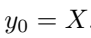 y₀ = X.